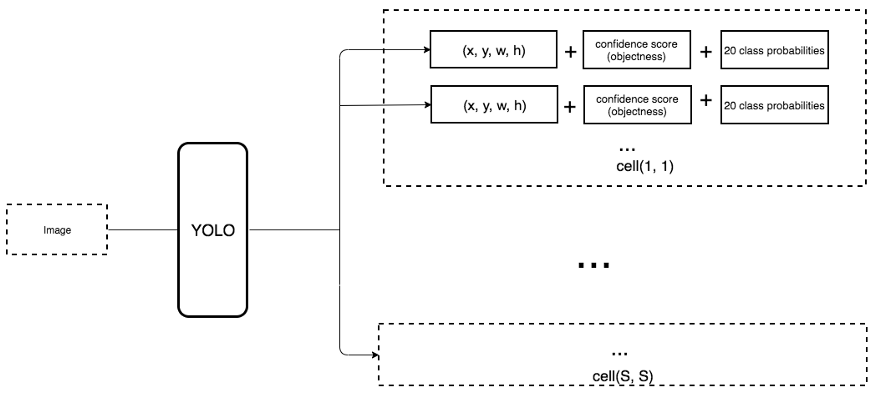 (x, y, w, h) + confidence score + 20 class probabilities
(objectness)
(x, y, w, h) + confidence score + 20 class probabilities
(objectness)
...
cell(1, 1)
Image
YOLO
...
...
cell(S, S)